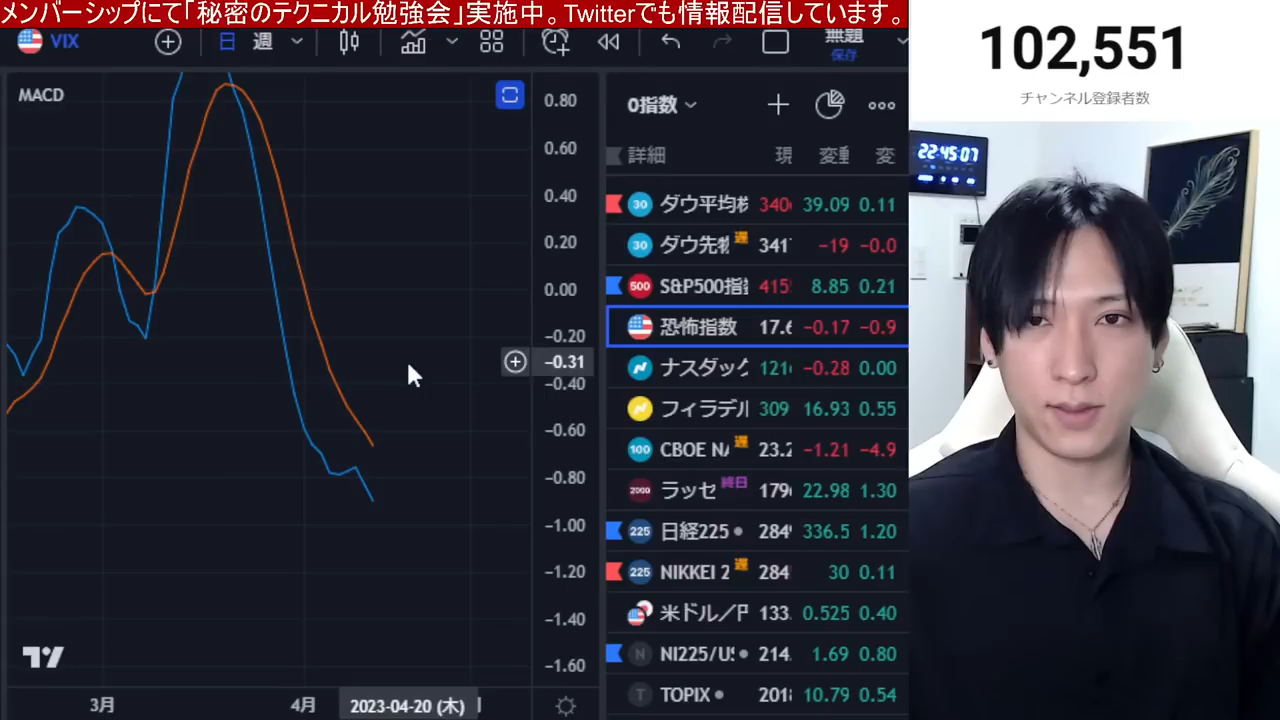 メンバーシップにて「秘密のテクニカル勉強会」実施中。Twitterでも情報配信しています。
VIX
日 週
無題
保存
MACD
0.80
0.60
0.40
0.20
0.00
−0.20
−0.31
−0.40
−0.60
−0.80
−1.00
−1.20
−1.40
−1.60
3月 4月 2023-04-20 (木)
0指数
詳細 現 変動 変
30 ダウ平均株 340 39.09 0.11
30 ダウ先物 遅 341 −19 −0.0
500 S&P500指数 415 8.85 0.21
恐怖指数 17.6 −0.17 −0.9
ナスダック 121 −0.28 0.00
フィラデル 309 16.93 0.55
100 CBOE NA 遅 23.2 −1.21 −4.9
2000 ラッセ 終日 179 22.98 1.30
225 日経225 284 336.5 1.20
225 NIKKEI 2 遅 284 30 0.11
米ドル/円 133. 0.525 0.40
N NI225/US 214. 1.69 0.80
T TOPIX 201 10.79 0.54
102,551
チャンネル登録者数
22:45:07